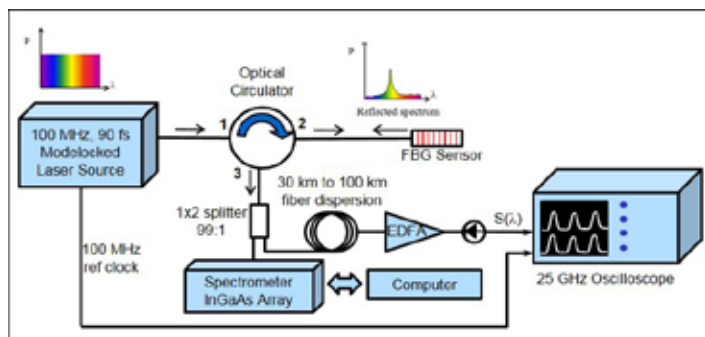 P
λ
Optical
Circulator
P
λ
Reflected spectrum
100 MHz, 90 fs
Modelocked
Laser Source
1
2
3
FBG Sensor
30 km to 100 km
fiber dispersion
1x2 splitter
99:1
EDFA
S(λ)
100 MHz
ref clock
Spectrometer
InGaAs Array
Computer
25 GHz Oscilloscope